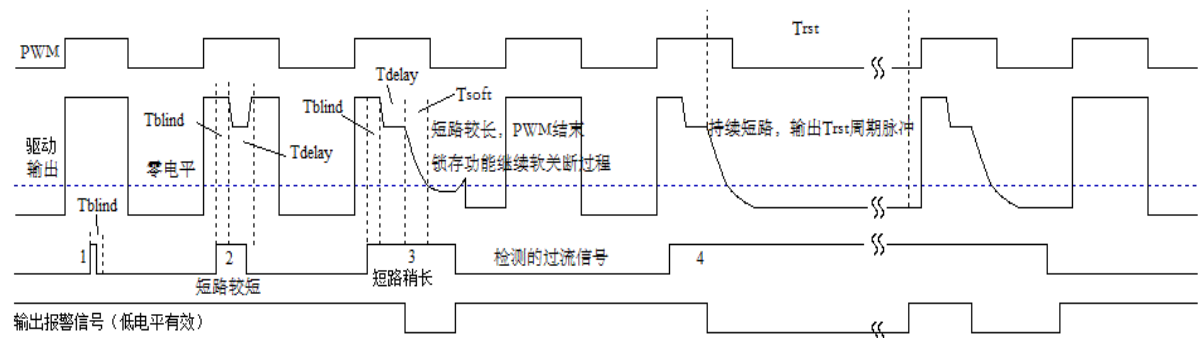 Trst
PWM
Tdelay
Tsoft
Tblind
Tblind
短路较长，PWM结束
持续短路，输出Trst周期脉冲
驱动
输出
零电平
Tdelay
锁存功能继续软关断过程
Tblind
1
2
3
检测的过流信号
4
短路较短
短路稍长
输出报警信号（低电平有效）